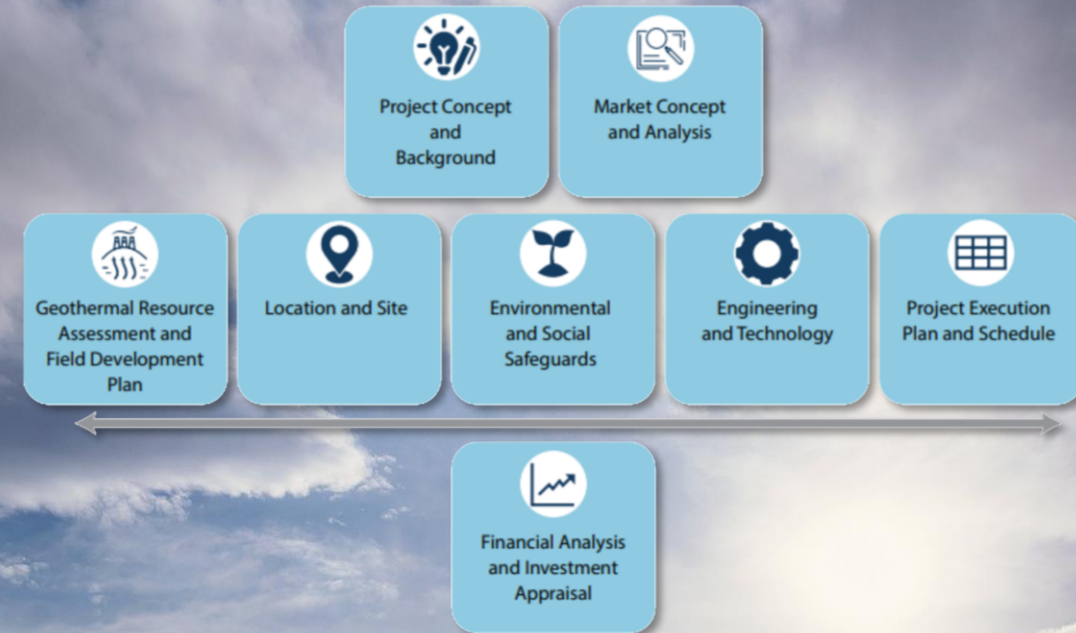 Project Concept
and
Background
Market Concept
and Analysis
Geothermal Resource
Assessment and
Field Development
Plan
Location and Site
Environmental
and Social
Safeguards
Engineering
and Technology
Project Execution
Plan and Schedule
Financial Analysis
and Investment
Appraisal